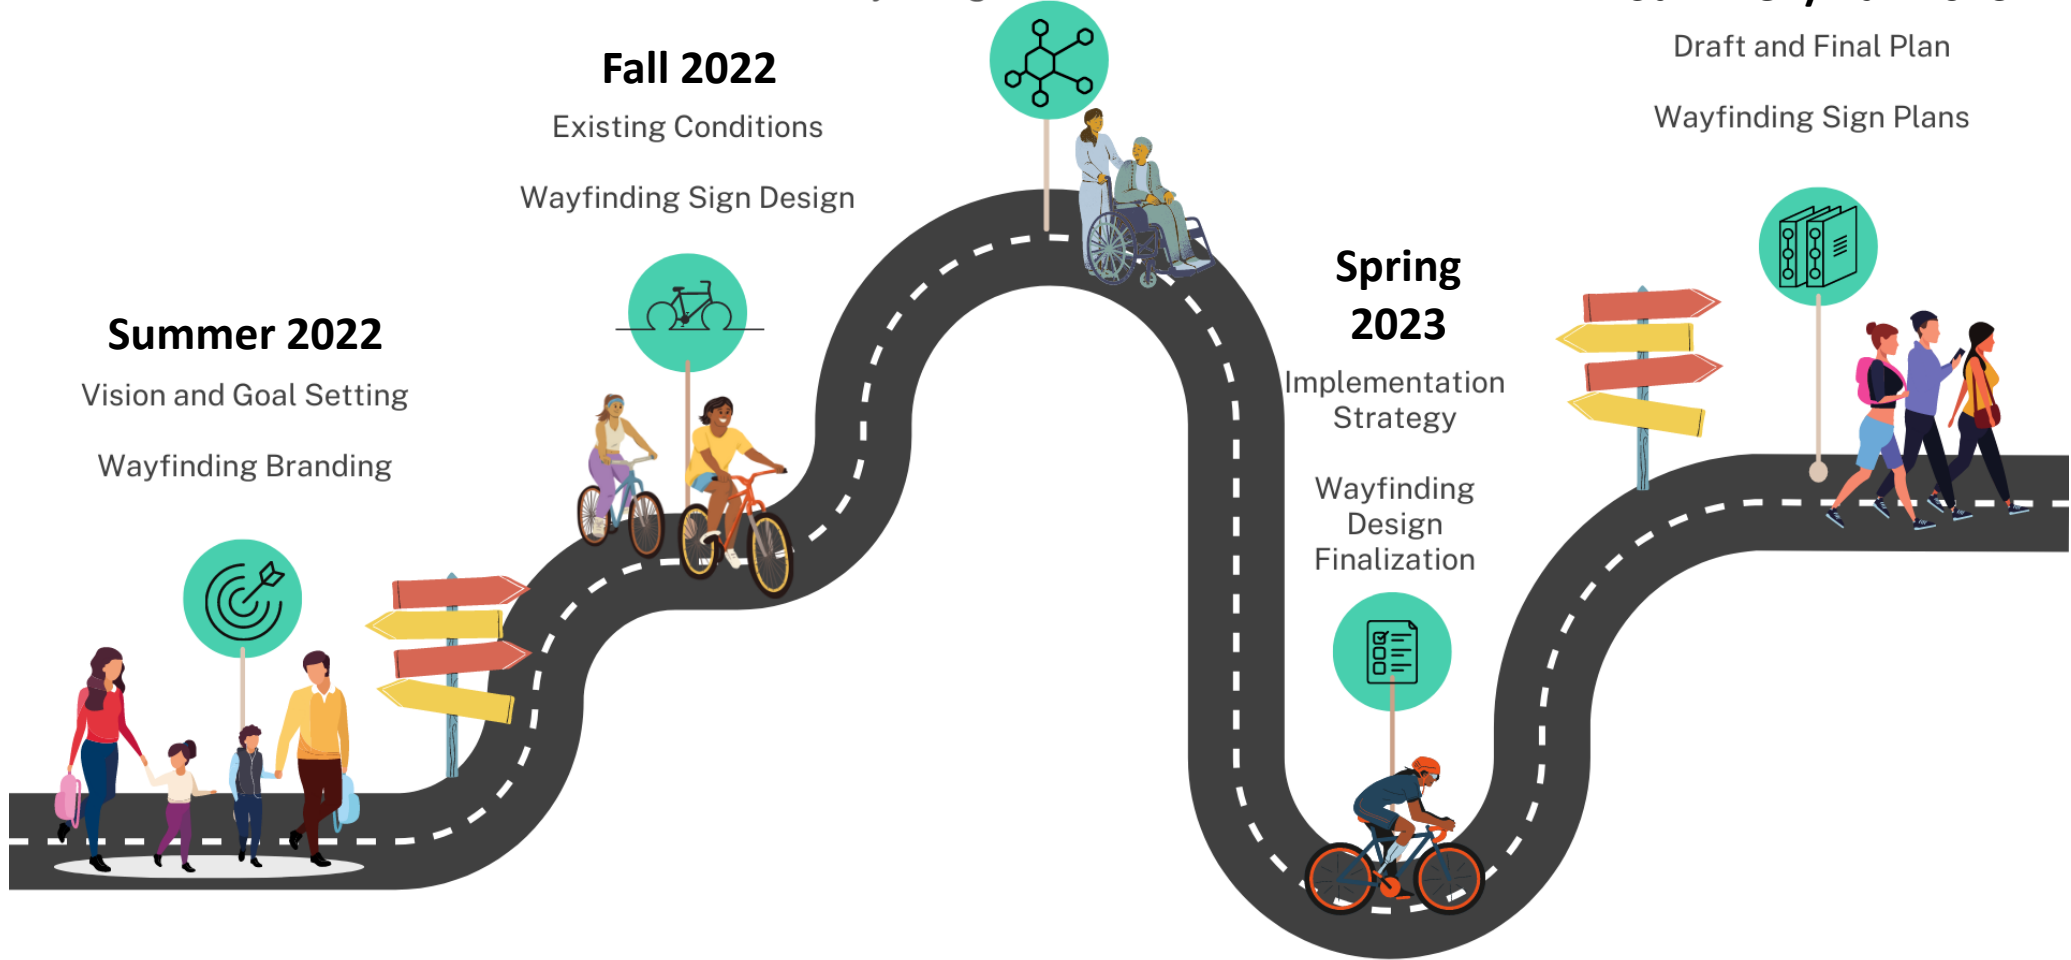 Fall 2022
Existing Conditions
Wayfinding Sign Design
Summer 2022
Vision and Goal Setting
Wayfinding Branding
Spring
2023
Implementation
Strategy
Wayfinding
Design
Finalization
Draft and Final Plan
Wayfinding Sign Plans